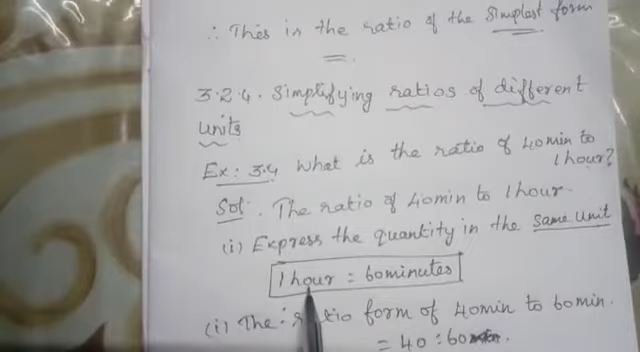 ∴ This is the ratio of the simplest form
3.2.4. Simplifying ratios of different
units
Ex: 3.4 What is the ratio of 40min to
1 hour?
Sol. The ratio of 40min to 1 hour.
(i) Express the quantity in the same unit
1 hour = 60minutes
(i) The ratio form of 40min to 60min.
= 40:60